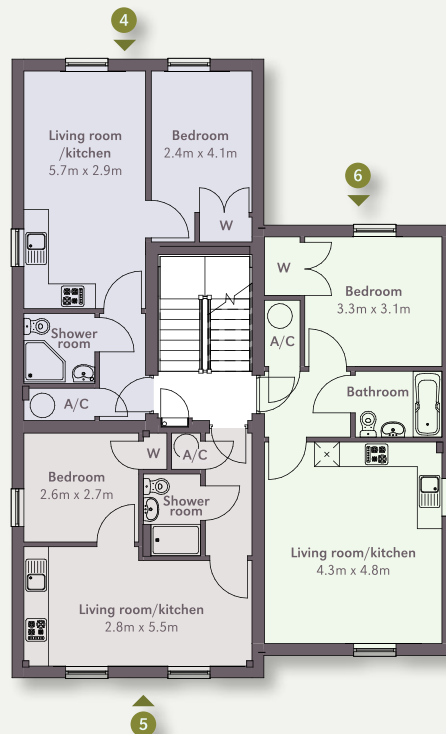 4
Living room
/kitchen
5.7m x 2.9m
Bedroom
2.4m x 4.1m
W
6
W
Bedroom
3.3m x 3.1m
A/C
Shower
room
A/C
Bathroom
Bedroom
2.6m x 2.7m
W
A/C
Shower
room
Living room/kitchen
4.3m x 4.8m
Living room/kitchen
2.8m x 5.5m
5